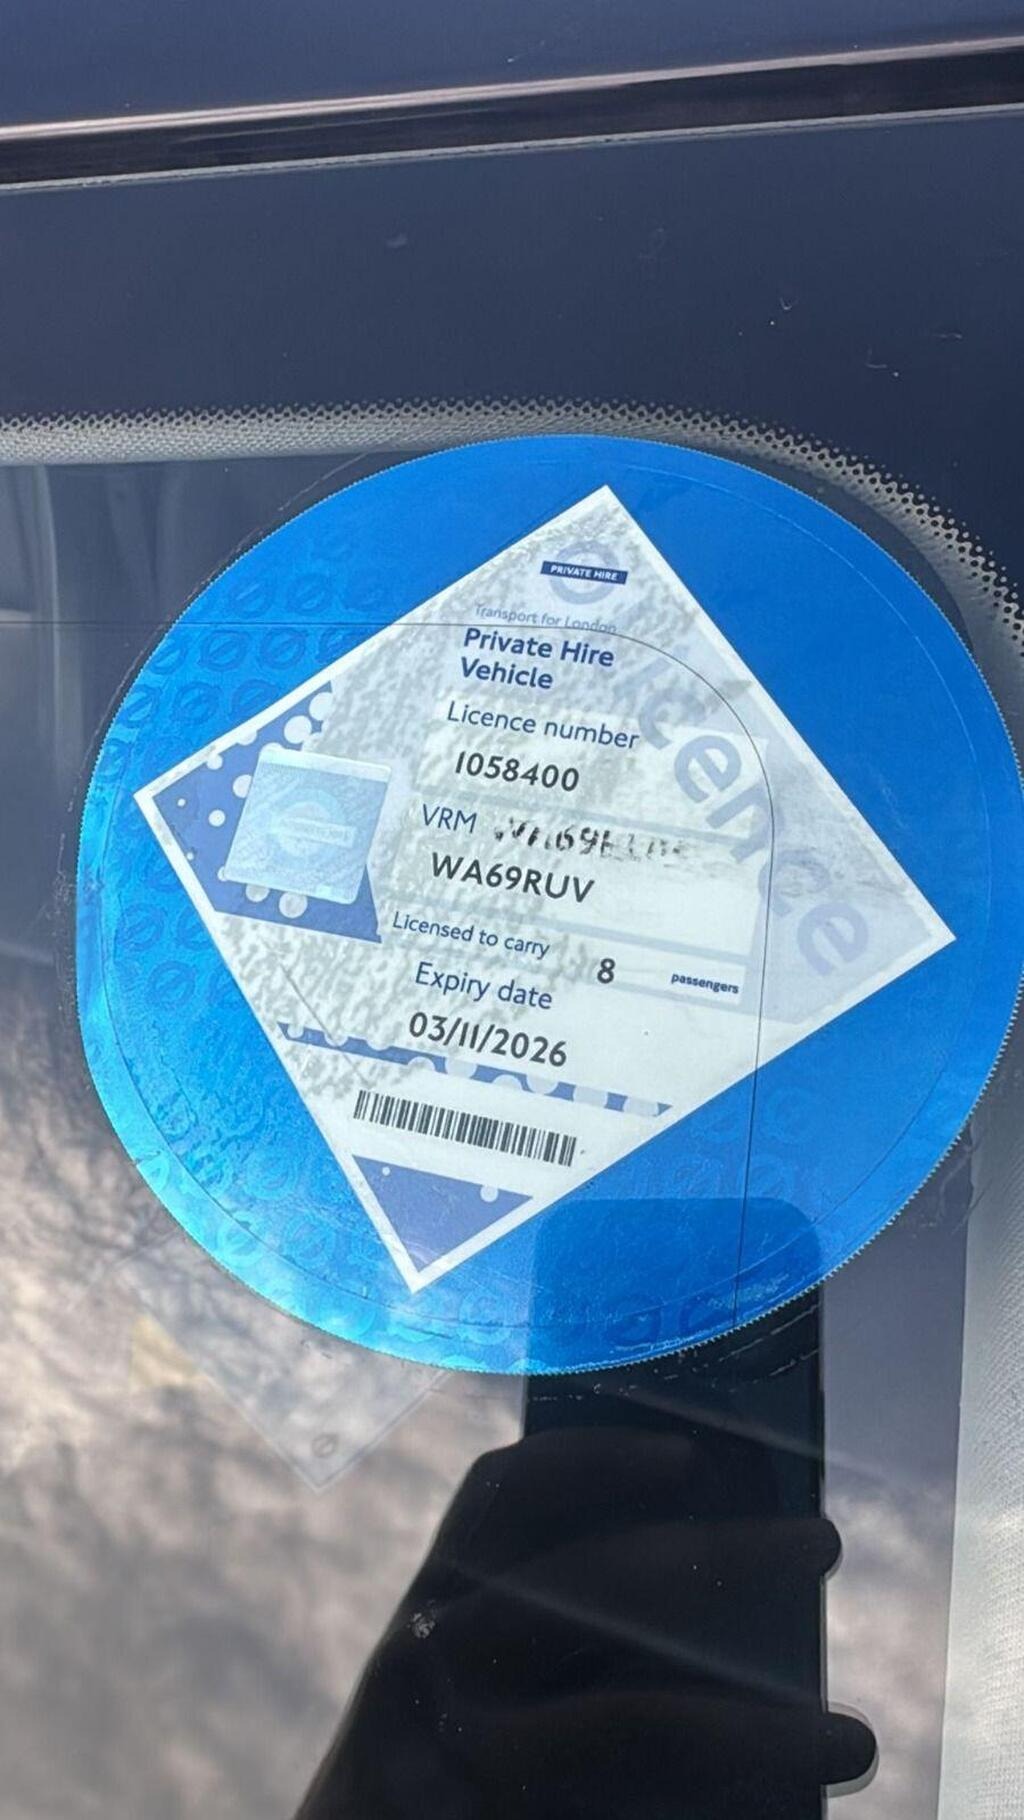 PRIVATE HIRE
Transport for London
Private Hire
Vehicle
Licence number
1058400
VRM
WA69RUV
Licensed to carry 8 passengers
Expiry date
03/11/2026
licence